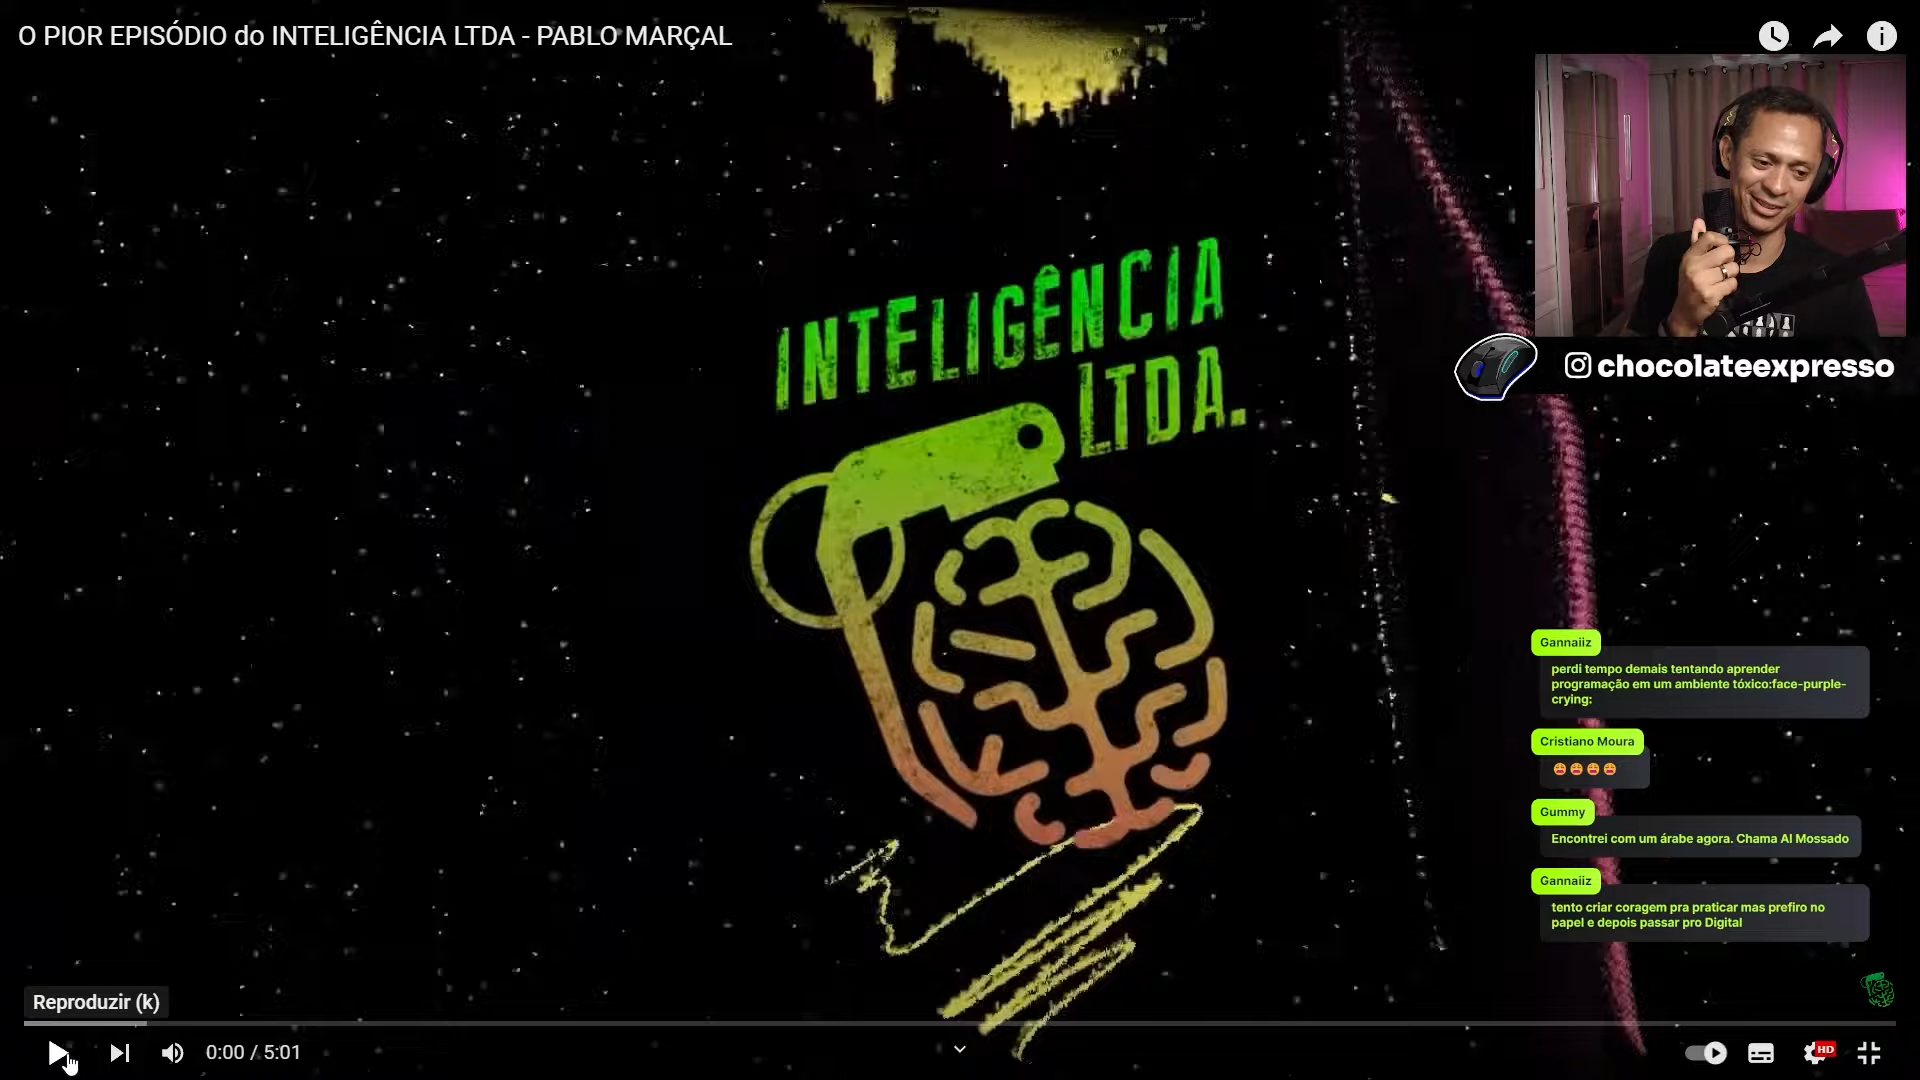 O PIOR EPISÓDIO do INTELIGÊNCIA LTDA - PABLO MARÇAL
INTELIGÊNCIA
LTDA.
chocolateexpresso
Gannaiiz
perdi tempo demais tentando aprender
programação em um ambiente tóxico:face-purple-
crying:
Cristiano Moura
Gummy
Encontrei com um árabe agora. Chama Al Mossado
Gannaiiz
tento criar coragem pra praticar mas prefiro no
papel e depois passar pro Digital
Reproduzir (k)
0:00 / 5:01
HD